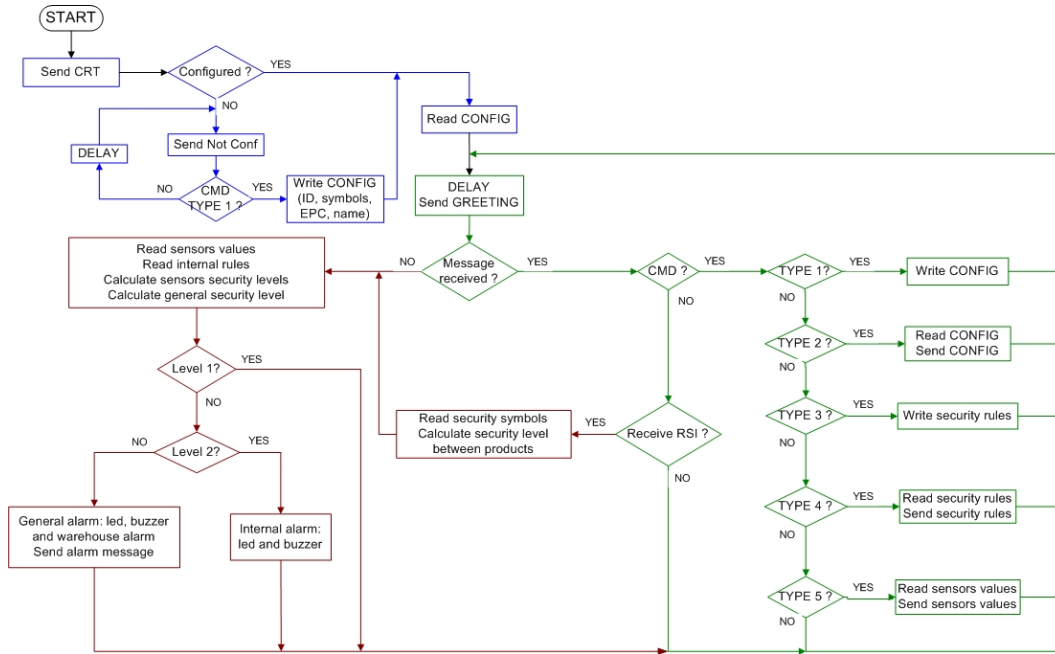 START
Send CRT
Configured ?
YES
NO
Read CONFIG
Send Not Conf
DELAY
NO
CMD
TYPE 1 ?
YES
Write CONFIG
(ID, symbols,
EPC, name)
DELAY
Send GREETING
Read sensors values
Read internal rules
Calculate sensors security levels
Calculate general security level
NO
Message
received ?
YES
CMD ?
YES
NO
TYPE 1?
YES
NO
Write CONFIG
TYPE 2 ?
YES
NO
Read CONFIG
Send CONFIG
Level 1?
YES
NO
Read security symbols
Calculate security level
between products
YES
Receive RSI ?
NO
TYPE 3 ?
YES
NO
Write security rules
NO
Level 2?
YES
General alarm: led, buzzer
and warehouse alarm
Send alarm message
Internal alarm:
led and buzzer
TYPE 4 ?
YES
NO
Read security rules
Send security rules
TYPE 5 ?
YES
NO
Read sensors values
Send sensors values